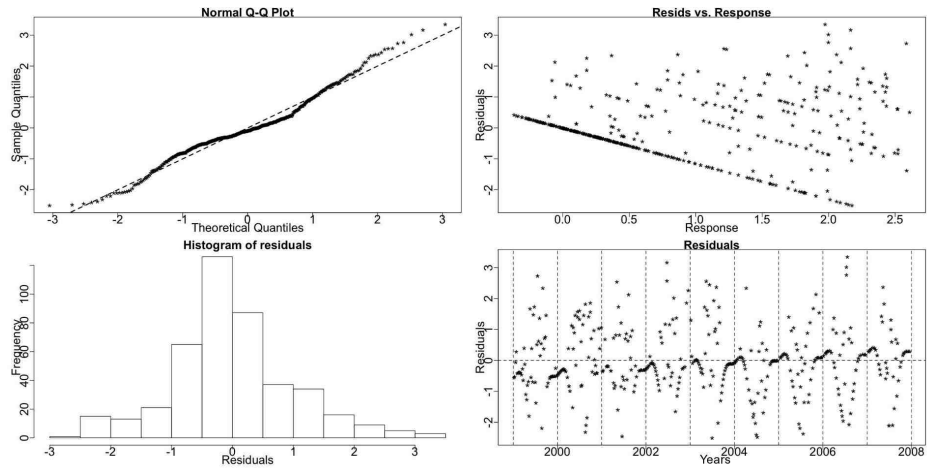 Normal Q-Q Plot
Sample Quantiles
3
2
1
0
-1
-2
-3 -2 -1 0 1 2 3
Theoretical Quantiles
Resids vs. Response
Residuals
3
2
1
0
-1
-2
0.0 0.5 1.0 1.5 2.0 2.5
Response
Histogram of residuals
Frequency
100
80
60
40
20
0
-3 -2 -1 0 1 2 3
Residuals
Residuals
Residuals
3
2
1
0
-1
-2
2000 2002 2004 2006 2008
Years